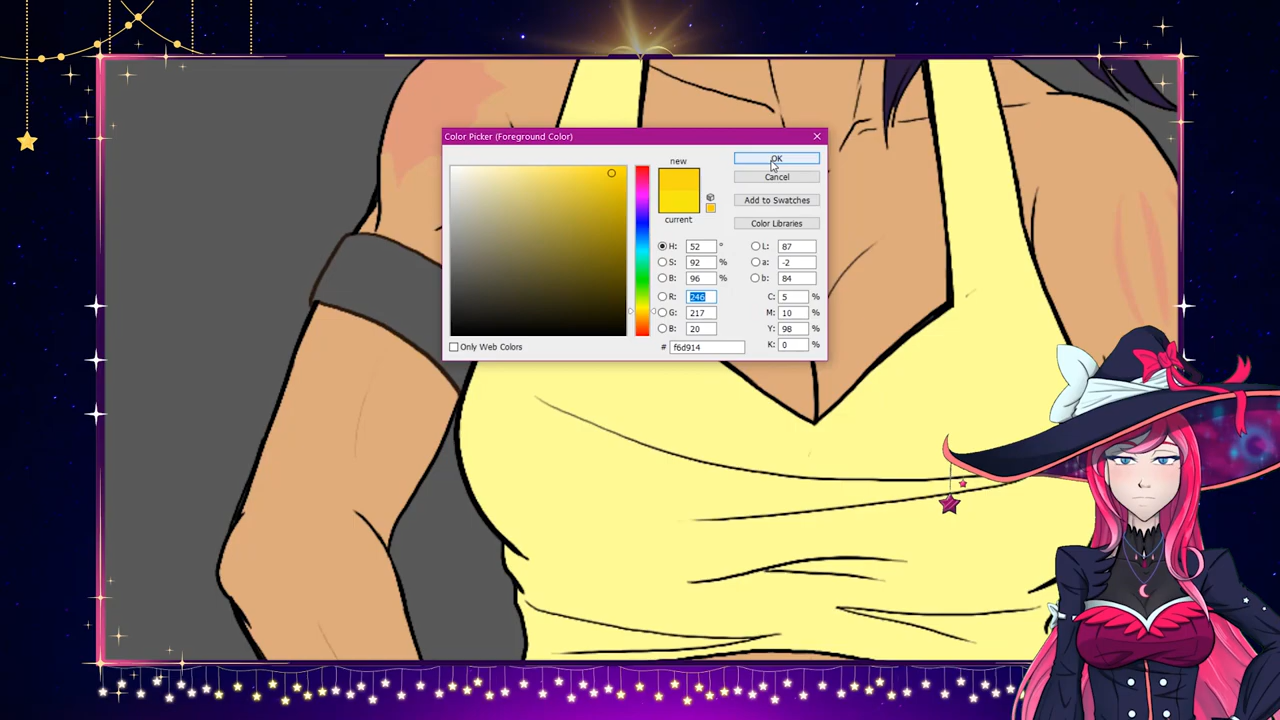 Color Picker (Foreground Color)
new
OK
Cancel
Add to Swatches
current
Color Libraries
H: 52 ° L: 87
S: 92 % a: -2
B: 96 % b: 84
R: 246 C: 5 %
G: 217 M: 10 %
B: 20 Y: 98 %
Only Web Colors # f6d914 K: 0 %